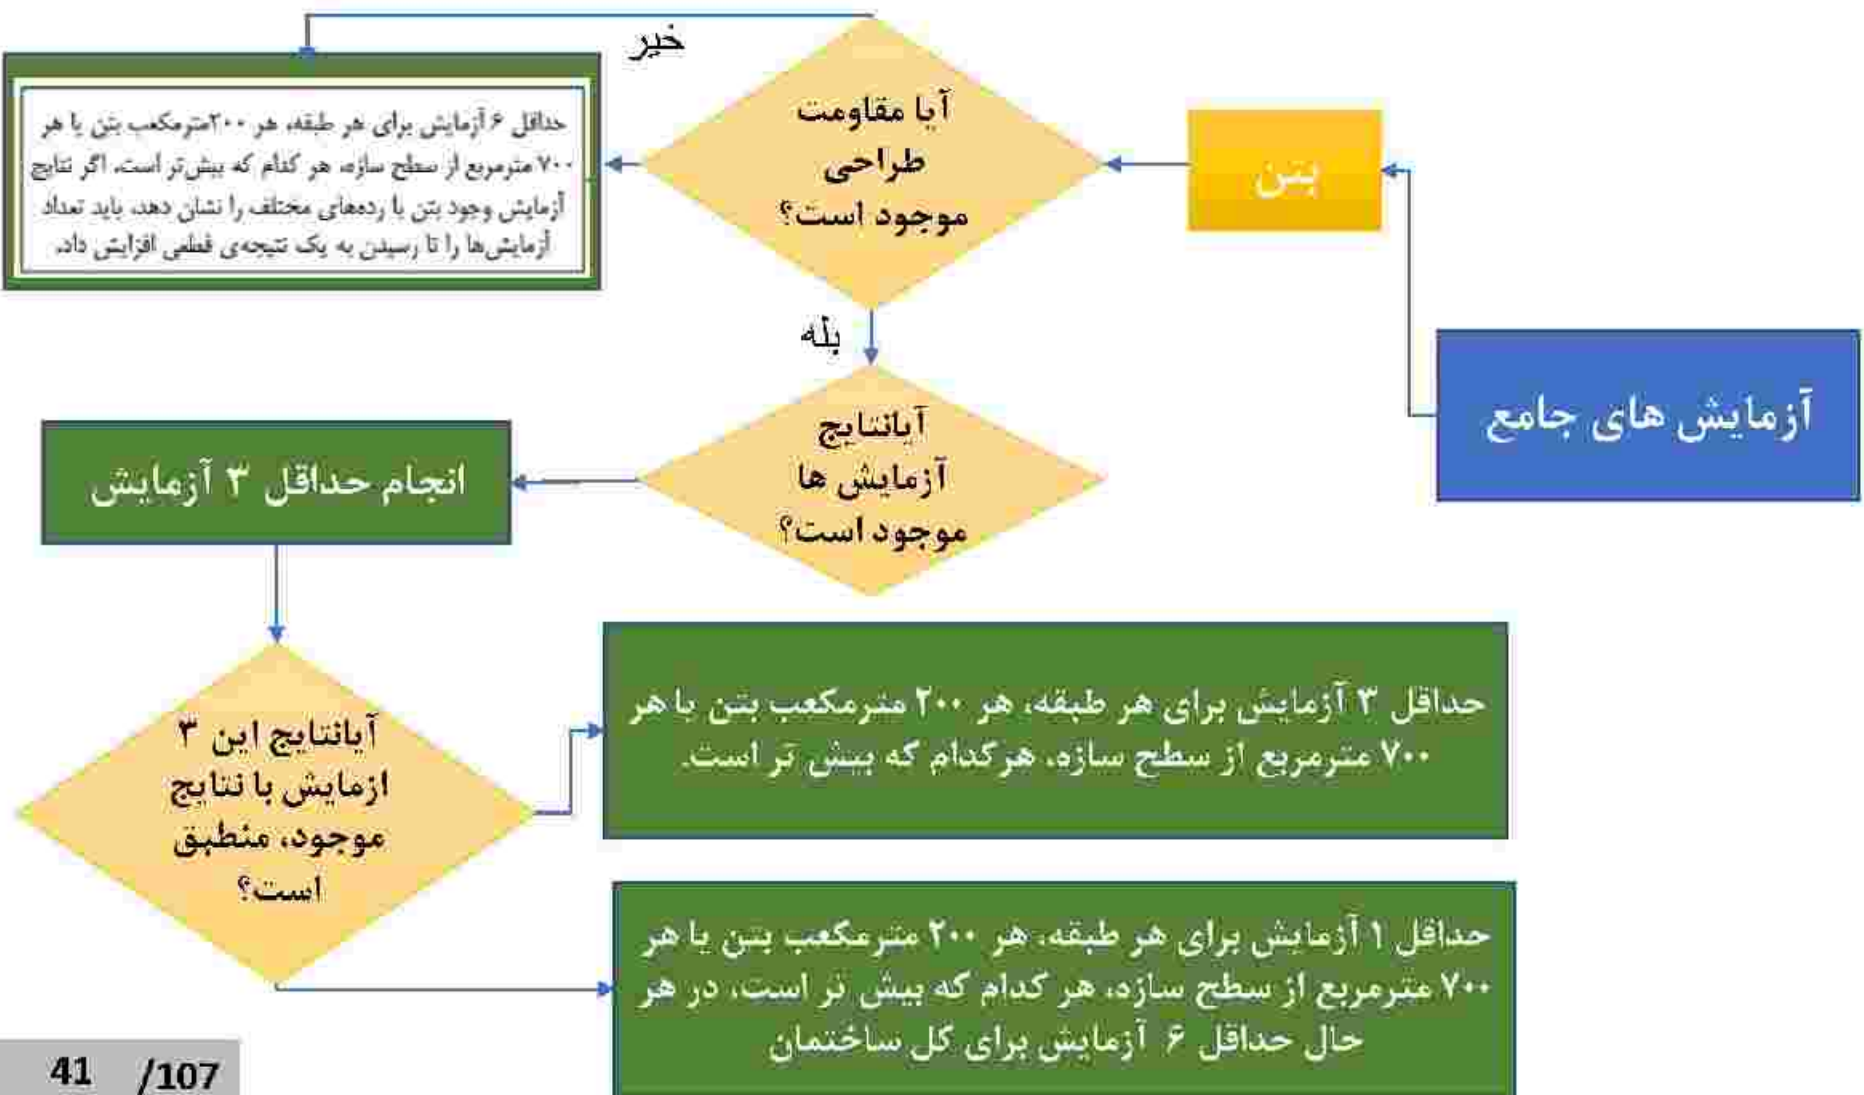 خیر
حداقل ۶ آزمایش برای هر طبقه، هر ۲۰۰مترمکعب بتن یا هر
۷۰۰ مترمربع از سطح سازه، هر کدام که بیش‌تر است. اگر نتایج
آزمایش وجود بتن با رده‌های مختلف را نشان دهد، باید تعداد
آزمایش‌ها را تا رسیدن به یک نتیجه‌ی قطعی افزایش داد.
آیا مقاومت
طراحی
موجود است؟
بتن
بله
آزمایش های جامع
آیانتایج
آزمایش ها
موجود است؟
انجام حداقل ۳ آزمایش
آیانتایج این ۳
ازمایش با نتایج
موجود، منطبق
است؟
حداقل ۳ آزمایش برای هر طبقه، هر ۲۰۰ مترمکعب بتن یا هر
۷۰۰ مترمربع از سطح سازه، هرکدام که بیش تر است.
حداقل ۱ آزمایش برای هر طبقه، هر ۲۰۰ مترمکعب بتن یا هر
۷۰۰ مترمربع از سطح سازه، هر کدام که بیش تر است، در هر
حال حداقل ۶ آزمایش برای کل ساختمان
41 /107